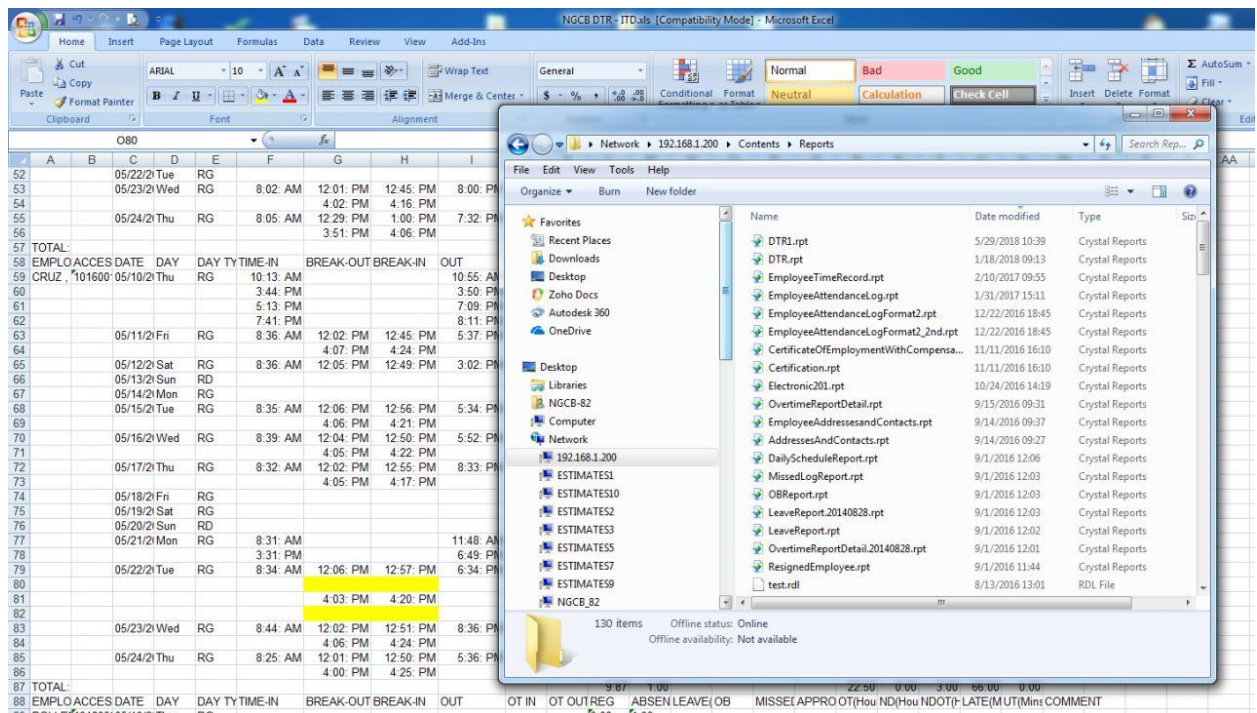 NGCB DTR - ITD.xls [Compatibility Mode] - Microsoft Excel
Home Insert Page Layout Formulas Data Review View Add-Ins
Cut
Copy
Format Painter
Paste
Clipboard
ARIAL 10
Font
Wrap Text
Merge & Center
Alignment
General
Conditional Format
Normal Bad Good
Neutral Calculation Check Cell
Insert Delete Format
AutoSum
Fill
Clear
O80
A B C D E F G H I AA
52 05/22/2 Tue RG
53 05/23/2 Wed RG 8:02: AM 12:01: PM 12:45: PM 8:00: PM
54 4:02: PM 4:16: PM
55 05/24/2 Thu RG 8:05: AM 12:29: PM 1:00: PM 7:32: PM
56 3:51: PM 4:06: PM
57 TOTAL:
58 EMPLO ACCES DATE DAY DAY TY TIME-IN BREAK-OUT BREAK-IN OUT
59 CRUZ , 101600 05/10/2 Thu RG 10:13: AM 10:55: AM
60 3:44: PM 3:50: PM
61 5:13: PM 7:09: PM
62 7:41: PM 8:11: PM
63 05/11/2 Fri RG 8:36: AM 12:02: PM 12:45: PM 5:37: PM
64 4:07: PM 4:24: PM
65 05/12/2 Sat RG 8:36: AM 12:05: PM 12:49: PM 3:02: PM
66 05/13/2 Sun RD
67 05/14/2 Mon RG
68 05/15/2 Tue RG 8:35: AM 12:06: PM 12:56: PM 5:34: PM
69 4:06: PM 4:21: PM
70 05/16/2 Wed RG 8:39: AM 12:04: PM 12:50: PM 5:52: PM
71 4:05: PM 4:22: PM
72 05/17/2 Thu RG 8:32: AM 12:02: PM 12:55: PM 8:33: PM
73 4:05: PM 4:17: PM
74 05/18/2 Fri RG
75 05/19/2 Sat RG
76 05/20/2 Sun RD
77 05/21/2 Mon RG 8:31: AM 11:48: AM
78 3:31: PM 6:49: PM
79 05/22/2 Tue RG 8:34: AM 12:06: PM 12:57: PM 6:34: PM
80
81 4:03: PM 4:20: PM
82
83 05/23/2 Wed RG 8:44: AM 12:02: PM 12:51: PM 8:36: PM
84 4:06: PM 4:24: PM
85 05/24/2 Thu RG 8:25: AM 12:01: PM 12:50: PM 5:36: PM
86 4:00: PM 4:25: PM
87 TOTAL: 9.87 1.00 22.50 0.00 3.00 66.00 0.00
88 EMPLO ACCES DATE DAY DAY TY TIME-IN BREAK-OUT BREAK-IN OUT OT IN OT OUT REG ABSEN LEAVE( OB MISSE APPRO OT(Hou ND(Hou NDOT(H LATE(M UT(Mins COMMENT
Network 192.168.1.200 Contents Reports
Search Rep...
File Edit View Tools Help
Organize Burn New folder
Favorites
Recent Places
Downloads
Desktop
Zoho Docs
Autodesk 360
OneDrive
Desktop
Libraries
NGCB-82
Computer
Network
192.168.1.200
ESTIMATES1
ESTIMATES10
ESTIMATES2
ESTIMATES3
ESTIMATES5
ESTIMATES7
ESTIMATES9
NGCB_82
Name Date modified Type Siz
DTR1.rpt 5/29/2018 10:39 Crystal Reports
DTR.rpt 1/18/2018 09:13 Crystal Reports
EmployeeTimeRecord.rpt 2/10/2017 09:55 Crystal Reports
EmployeeAttendanceLog.rpt 1/31/2017 15:11 Crystal Reports
EmployeeAttendanceLogFormat2.rpt 12/22/2016 18:45 Crystal Reports
EmployeeAttendanceLogFormat2_2nd.rpt 12/22/2016 18:45 Crystal Reports
CertificateOfEmploymentWithCompensa... 11/11/2016 16:10 Crystal Reports
Certification.rpt 11/11/2016 16:10 Crystal Reports
Electronic201.rpt 10/24/2016 14:19 Crystal Reports
OvertimeReportDetail.rpt 9/15/2016 09:31 Crystal Reports
EmployeeAddressesandContacts.rpt 9/14/2016 09:37 Crystal Reports
AddressesAndContacts.rpt 9/14/2016 09:27 Crystal Reports
DailyScheduleReport.rpt 9/1/2016 12:06 Crystal Reports
MissedLogReport.rpt 9/1/2016 12:03 Crystal Reports
OBReport.rpt 9/1/2016 12:03 Crystal Reports
LeaveReport.20140828.rpt 9/1/2016 12:03 Crystal Reports
LeaveReport.rpt 9/1/2016 12:02 Crystal Reports
OvertimeReportDetail.20140828.rpt 9/1/2016 12:01 Crystal Reports
ResignedEmployee.rpt 9/1/2016 11:44 Crystal Reports
test.rdl 8/13/2016 13:01 RDL File
130 items Offline status: Online
Offline availability: Not available